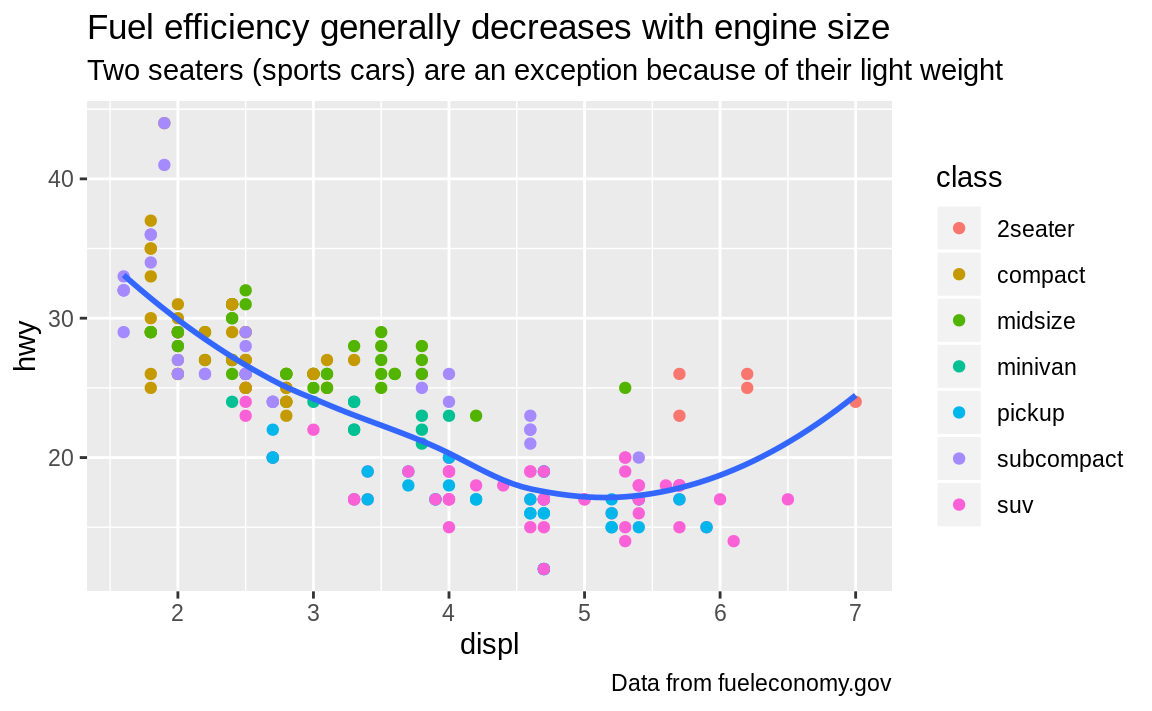 Fuel efficiency generally decreases with engine size
Two seaters (sports cars) are an exception because of their light weight
hwy
40
30
20
2 3 4 5 6 7
displ
class
2seater
compact
midsize
minivan
pickup
subcompact
suv
Data from fueleconomy.gov